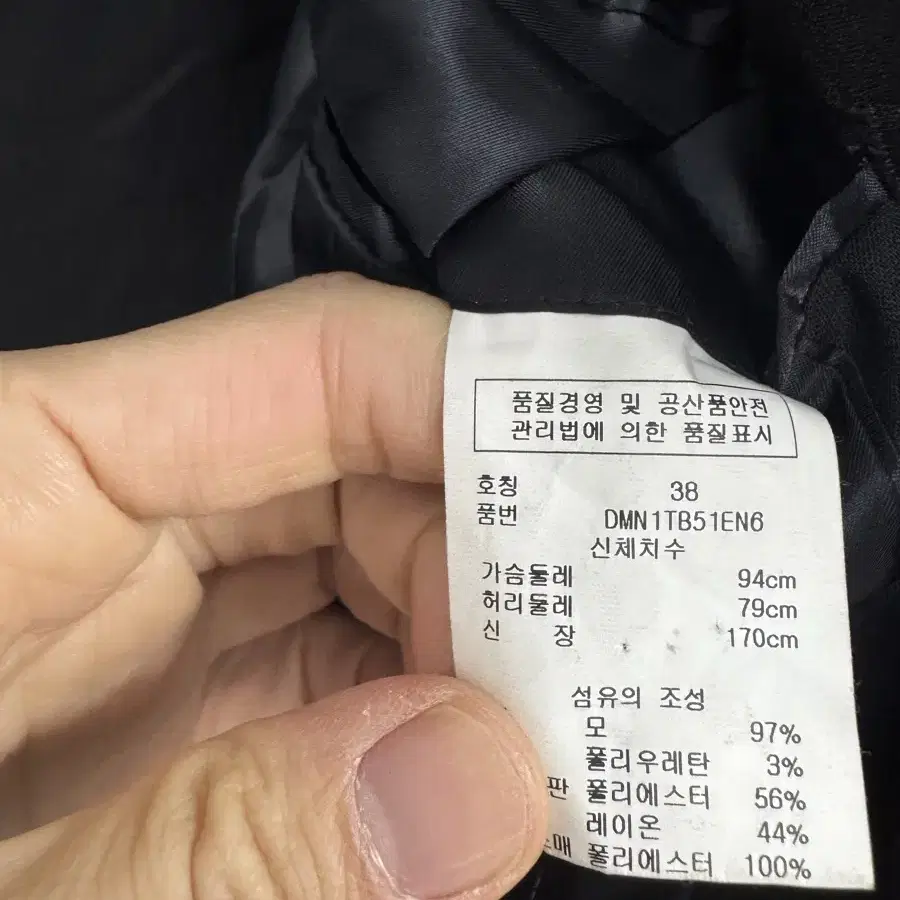 품질경영 및 공산품안전
관리법에 의한 품질표시
호칭 38
품번 DMN1TB51EN6
신체치수
가슴둘레 94cm
허리둘레 79cm
신 장 170cm
섬유의 조성
모 97%
폴리우레탄 3%
판 폴리에스터 56%
레이온 44%
매 폴리에스터 100%